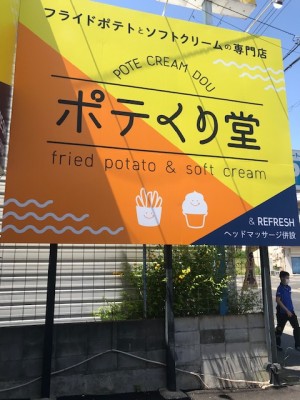 フライドポテトとソフトクリームの専門店
POTE CREAM DOU
ポテくり堂
fried potato & soft cream
& REFRESH
ヘッドマッサージ併設